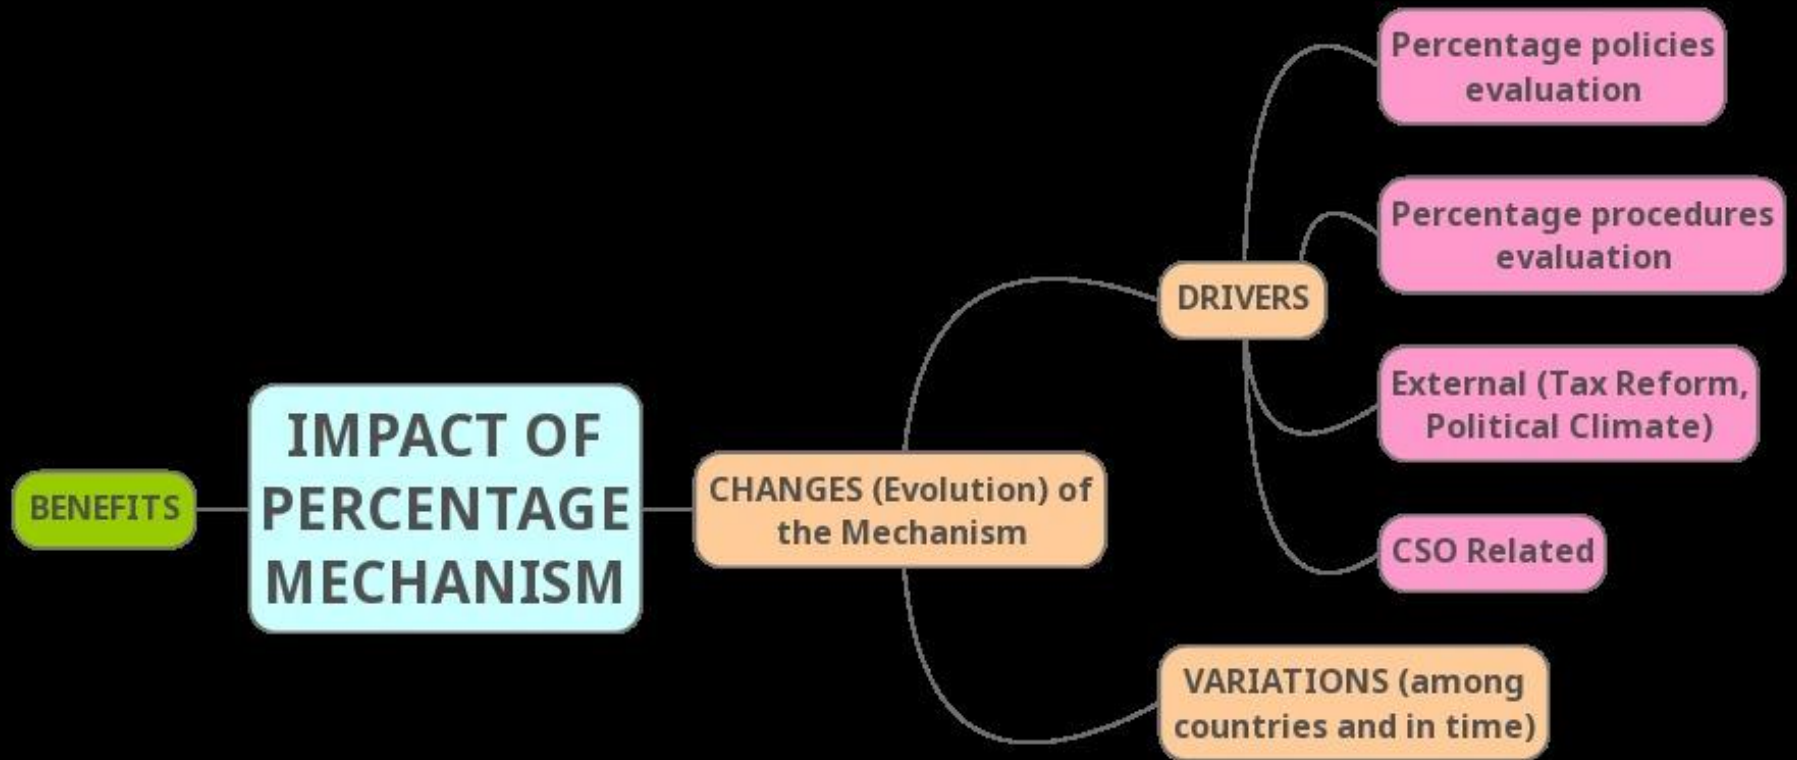 BENEFITS
IMPACT OF
PERCENTAGE
MECHANISM
CHANGES (Evolution) of
the Mechanism
DRIVERS
Percentage policies
evaluation
Percentage procedures
evaluation
External (Tax Reform,
Political Climate)
CSO Related
VARIATIONS (among
countries and in time)